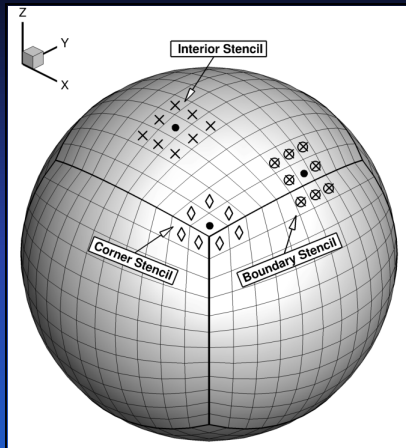 Z
Y
X
Interior Stencil
Corner Stencil
Boundary Stencil